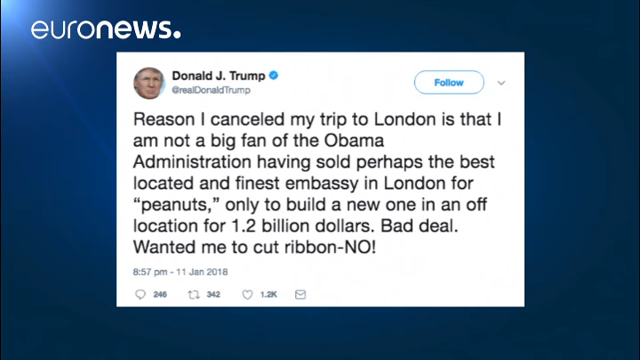 euronews.
Donald J. Trump
@realDonaldTrump
Follow
Reason I canceled my trip to London is that I
am not a big fan of the Obama
Administration having sold perhaps the best
located and finest embassy in London for
“peanuts,” only to build a new one in an off
location for 1.2 billion dollars. Bad deal.
Wanted me to cut ribbon-NO!
8:57 pm - 11 Jan 2018
246 342 1.2K